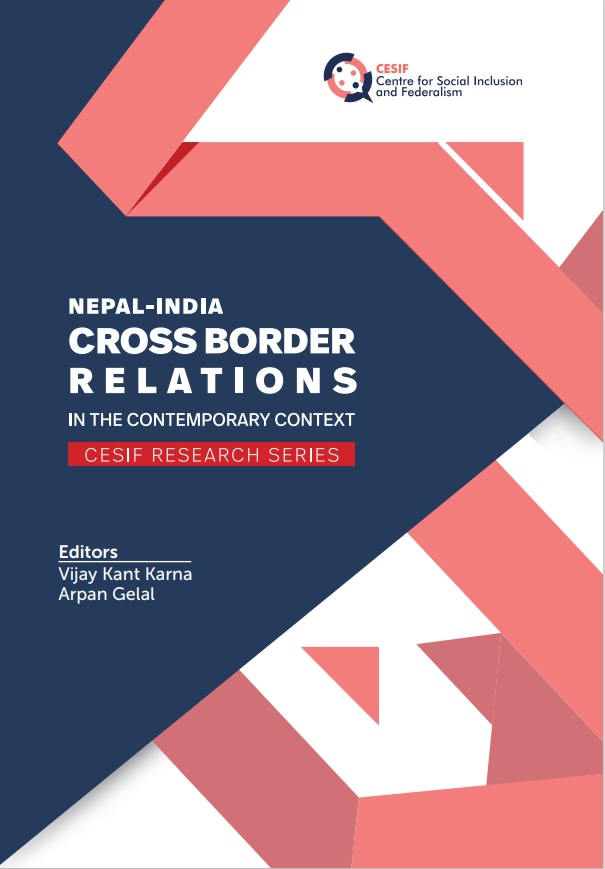 CESIF
Centre for Social Inclusion
and Federalism
NEPAL-INDIA
CROSS BORDER
RELATIONS
IN THE CONTEMPORARY CONTEXT
CESIF RESEARCH SERIES
Editors
Vijay Kant Karna
Arpan Gelal